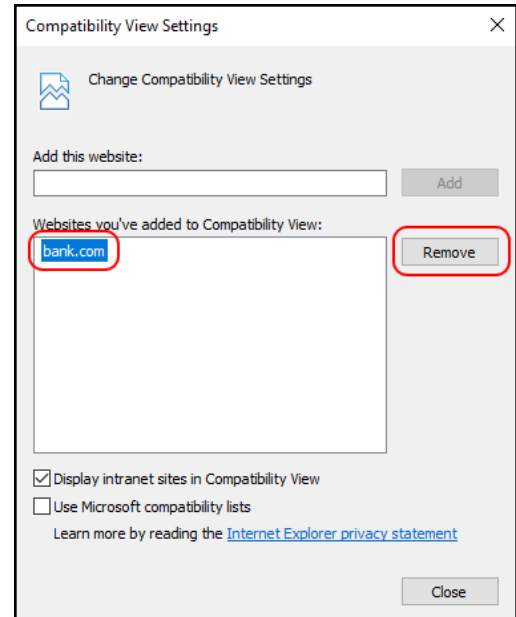 Compatibility View Settings
Change Compatibility View Settings
Add this website:
Add
Websites you've added to Compatibility View:
bank.com
Remove
Display intranet sites in Compatibility View
Use Microsoft compatibility lists
Learn more by reading the Internet Explorer privacy statement
Close